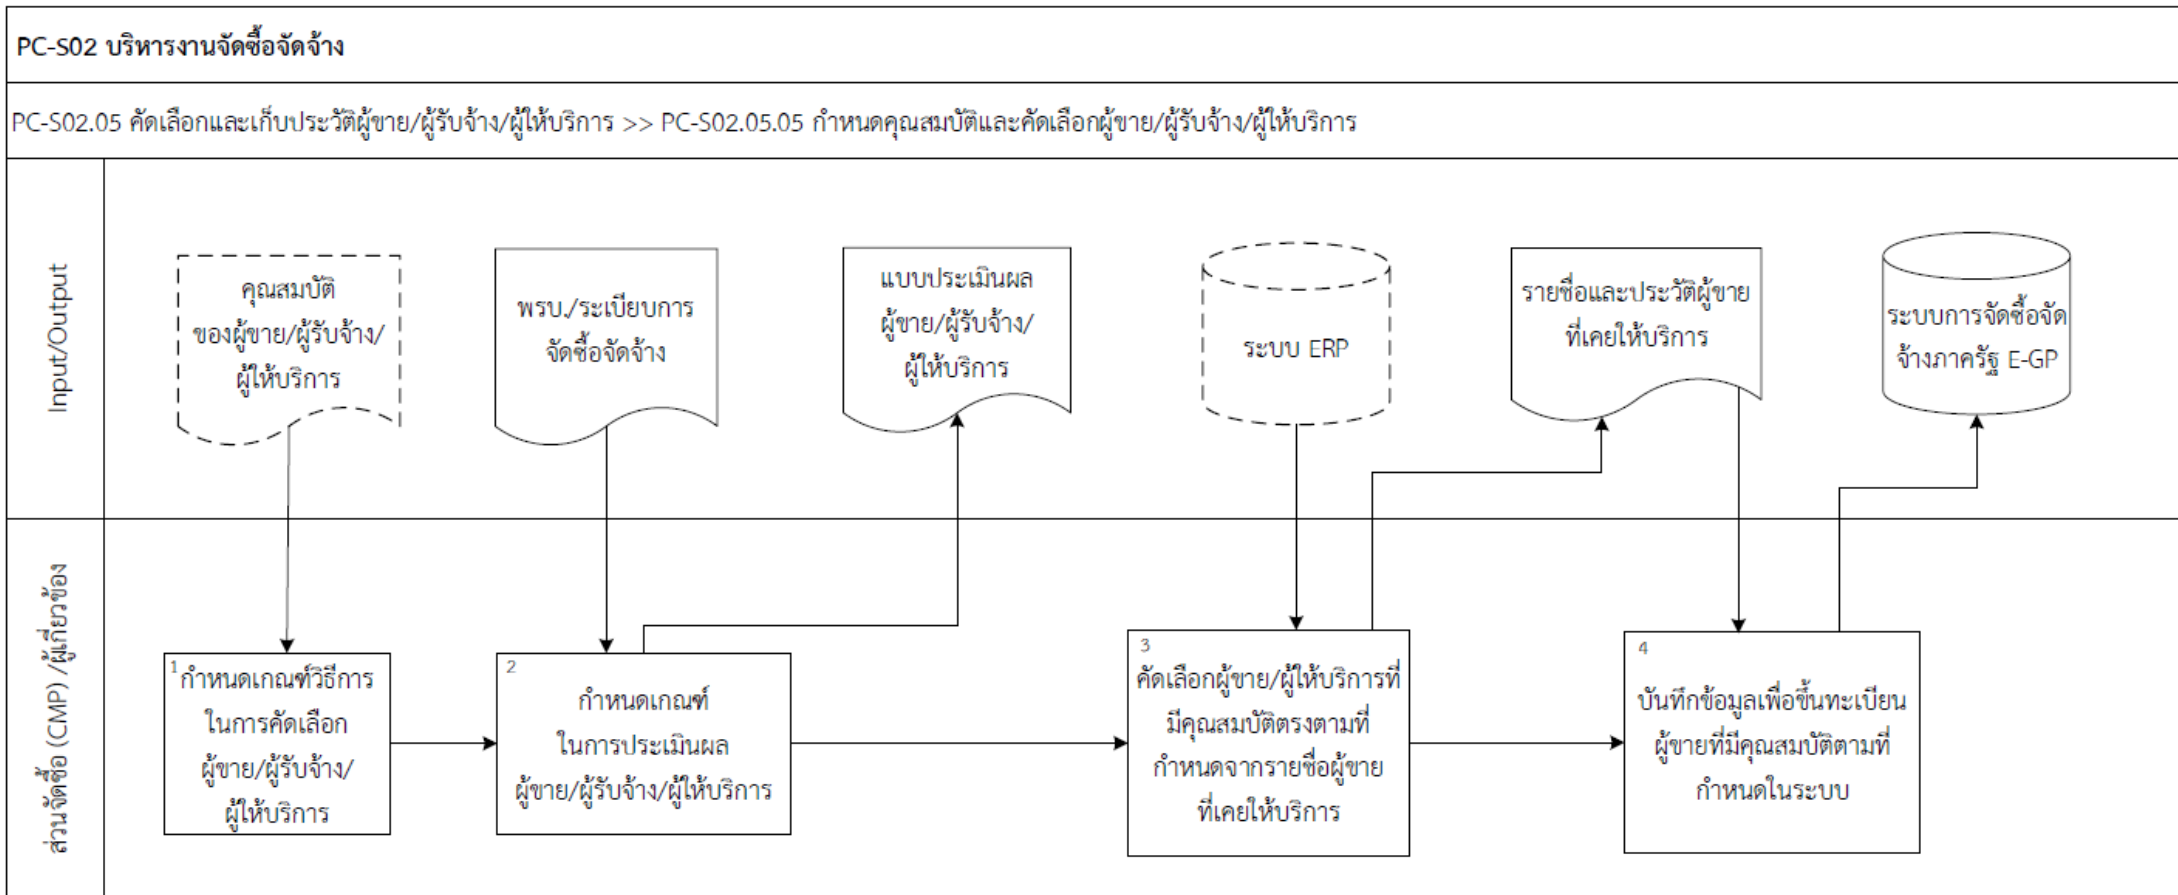 PC-S02 บริหารงานจัดซื้อจัดจ้าง
PC-S02.05 คัดเลือกและเก็บประวัติผู้ขาย/ผู้รับจ้าง/ผู้ให้บริการ >> PC-S02.05.05 กำหนดคุณสมบัติและคัดเลือกผู้ขาย/ผู้รับจ้าง/ผู้ให้บริการ
Input/Output
คุณสมบัติ
ของผู้ขาย/ผู้รับจ้าง/
ผู้ให้บริการ
พรบ./ระเบียบการ
จัดซื้อจัดจ้าง
แบบประเมินผล
ผู้ขาย/ผู้รับจ้าง/
ผู้ให้บริการ
ระบบ ERP
รายชื่อและประวัติผู้ขาย
ที่เคยให้บริการ
ระบบการจัดซื้อจัด
จ้างภาครัฐ E-GP
ส่วนจัดซื้อ (CMP) /ผู้เกี่ยวข้อง
1
กำหนดเกณฑ์วิธีการ
ในการคัดเลือก
ผู้ขาย/ผู้รับจ้าง/
ผู้ให้บริการ
2
กำหนดเกณฑ์
ในการประเมินผล
ผู้ขาย/ผู้รับจ้าง/ผู้ให้บริการ
3
คัดเลือกผู้ขาย/ผู้ให้บริการที่
มีคุณสมบัติตรงตามที่
กำหนดจากรายชื่อผู้ขาย
ที่เคยให้บริการ
4
บันทึกข้อมูลเพื่อขึ้นทะเบียน
ผู้ขายที่มีคุณสมบัติตามที่
กำหนดในระบบ